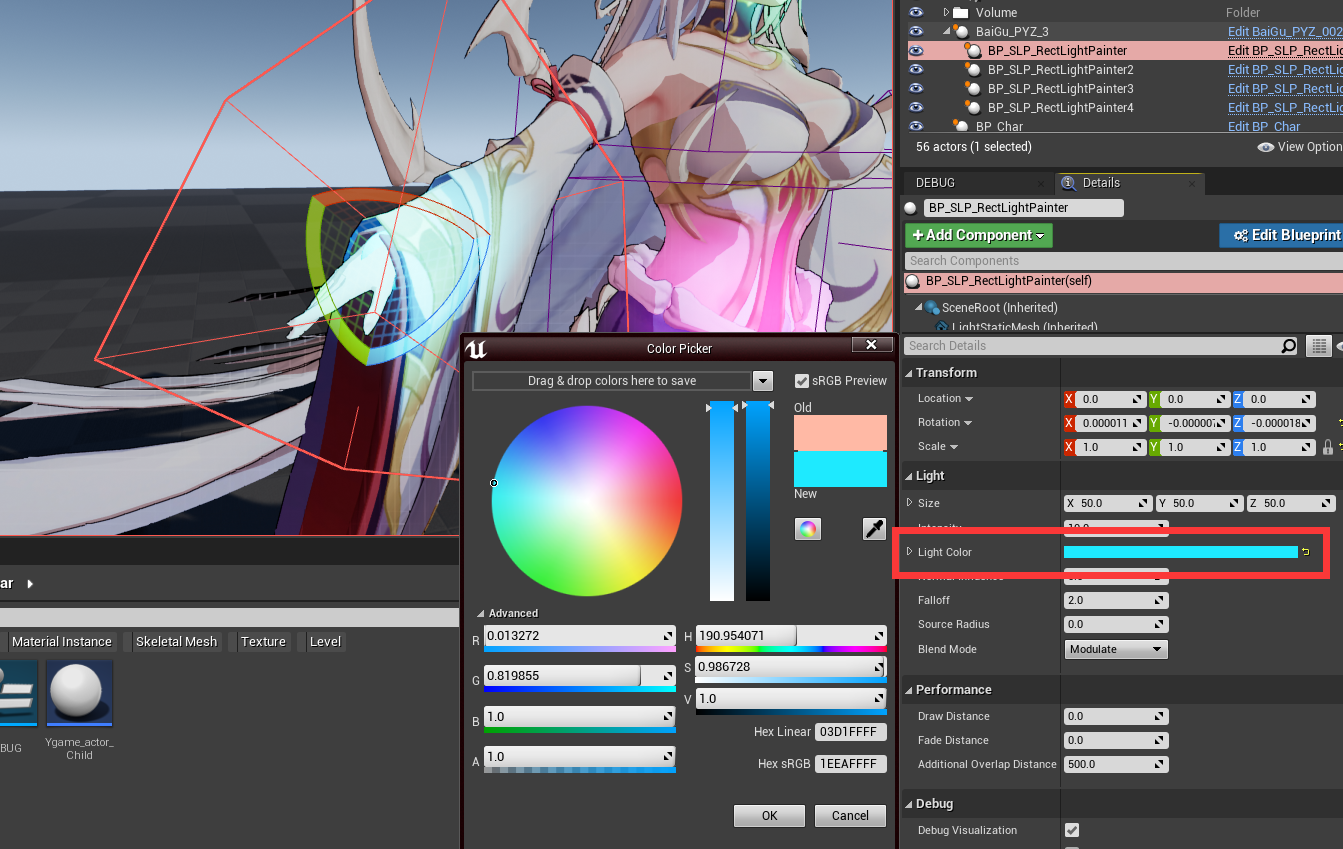 Volume Folder
BaiGu_PYZ_3 Edit BaiGu_PYZ_002
BP_SLP_RectLightPainter Edit BP_SLP_RectLig
BP_SLP_RectLightPainter2 Edit BP_SLP_RectLig
BP_SLP_RectLightPainter3 Edit BP_SLP_RectLig
BP_SLP_RectLightPainter4 Edit BP_SLP_RectLig
BP_Char Edit BP_Char
56 actors (1 selected) View Option
DEBUG Details
BP_SLP_RectLightPainter
+ Add Component Edit Blueprint
Search Components
BP_SLP_RectLightPainter(self)
SceneRoot (Inherited)
LightStaticMesh (Inherited)
Search Details
Transform
Location X 0.0 Y 0.0 Z 0.0
Rotation X 0.000011 Y -0.000007 Z -0.000018
Scale X 1.0 Y 1.0 Z 1.0
Light
Size X 50.0 Y 50.0 Z 50.0
Intensity 10.0
Light Color
Falloff 2.0
Source Radius 0.0
Blend Mode Modulate
Performance
Draw Distance 0.0
Fade Distance 0.0
Additional Overlap Distance 500.0
Debug
Debug Visualization
Color Picker
Drag & drop colors here to save
sRGB Preview
Old
New
Advanced
R 0.013272 H 190.954071
G 0.819855 S 0.986728
B 1.0 V 1.0
Hex Linear 03D1FFFF
A 1.0 Hex sRGB 1EEAFFFF
OK Cancel
ar
Material Instance Skeletal Mesh Texture Level
BUG
Ygame_actor_
Child